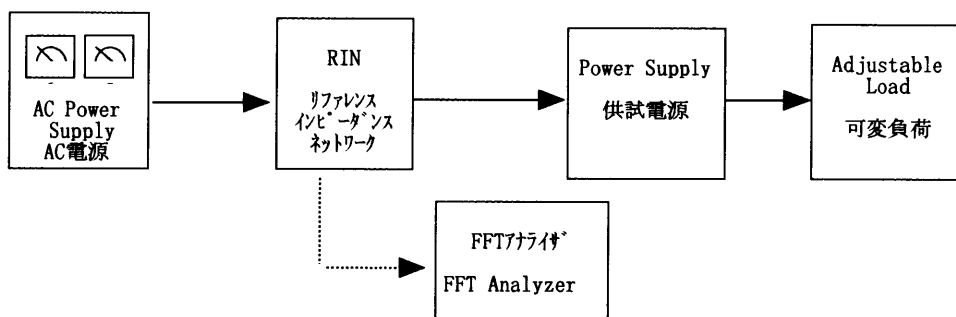 AC Power
Supply
AC電源
RIN
ﾘﾌｧﾚﾝｽ
ｲﾝﾋﾟｰﾀﾞﾝｽ
ﾈｯﾄﾜｰｸ
Power Supply
供試電源
Adjustable
Load
可変負荷
FFTｱﾅﾗｲｻﾞ
FFT Analyzer